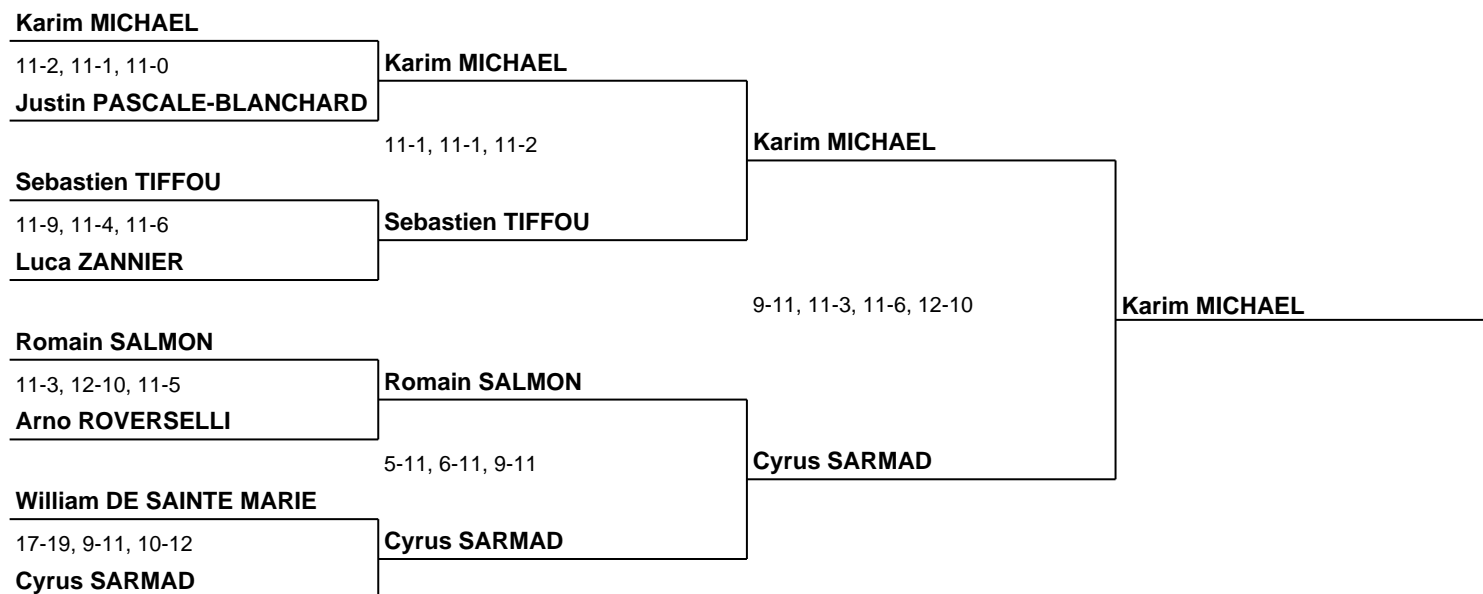 Karim MICHAEL
11-2, 11-1, 11-0
Justin PASCALE-BLANCHARD
Karim MICHAEL
11-1, 11-1, 11-2
Sebastien TIFFOU
11-9, 11-4, 11-6
Luca ZANNIER
Sebastien TIFFOU
Karim MICHAEL
9-11, 11-3, 11-6, 12-10
Karim MICHAEL
Romain SALMON
11-3, 12-10, 11-5
Arno ROVERSELLI
Romain SALMON
5-11, 6-11, 9-11
Cyrus SARMAD
William DE SAINTE MARIE
17-19, 9-11, 10-12
Cyrus SARMAD
Cyrus SARMAD